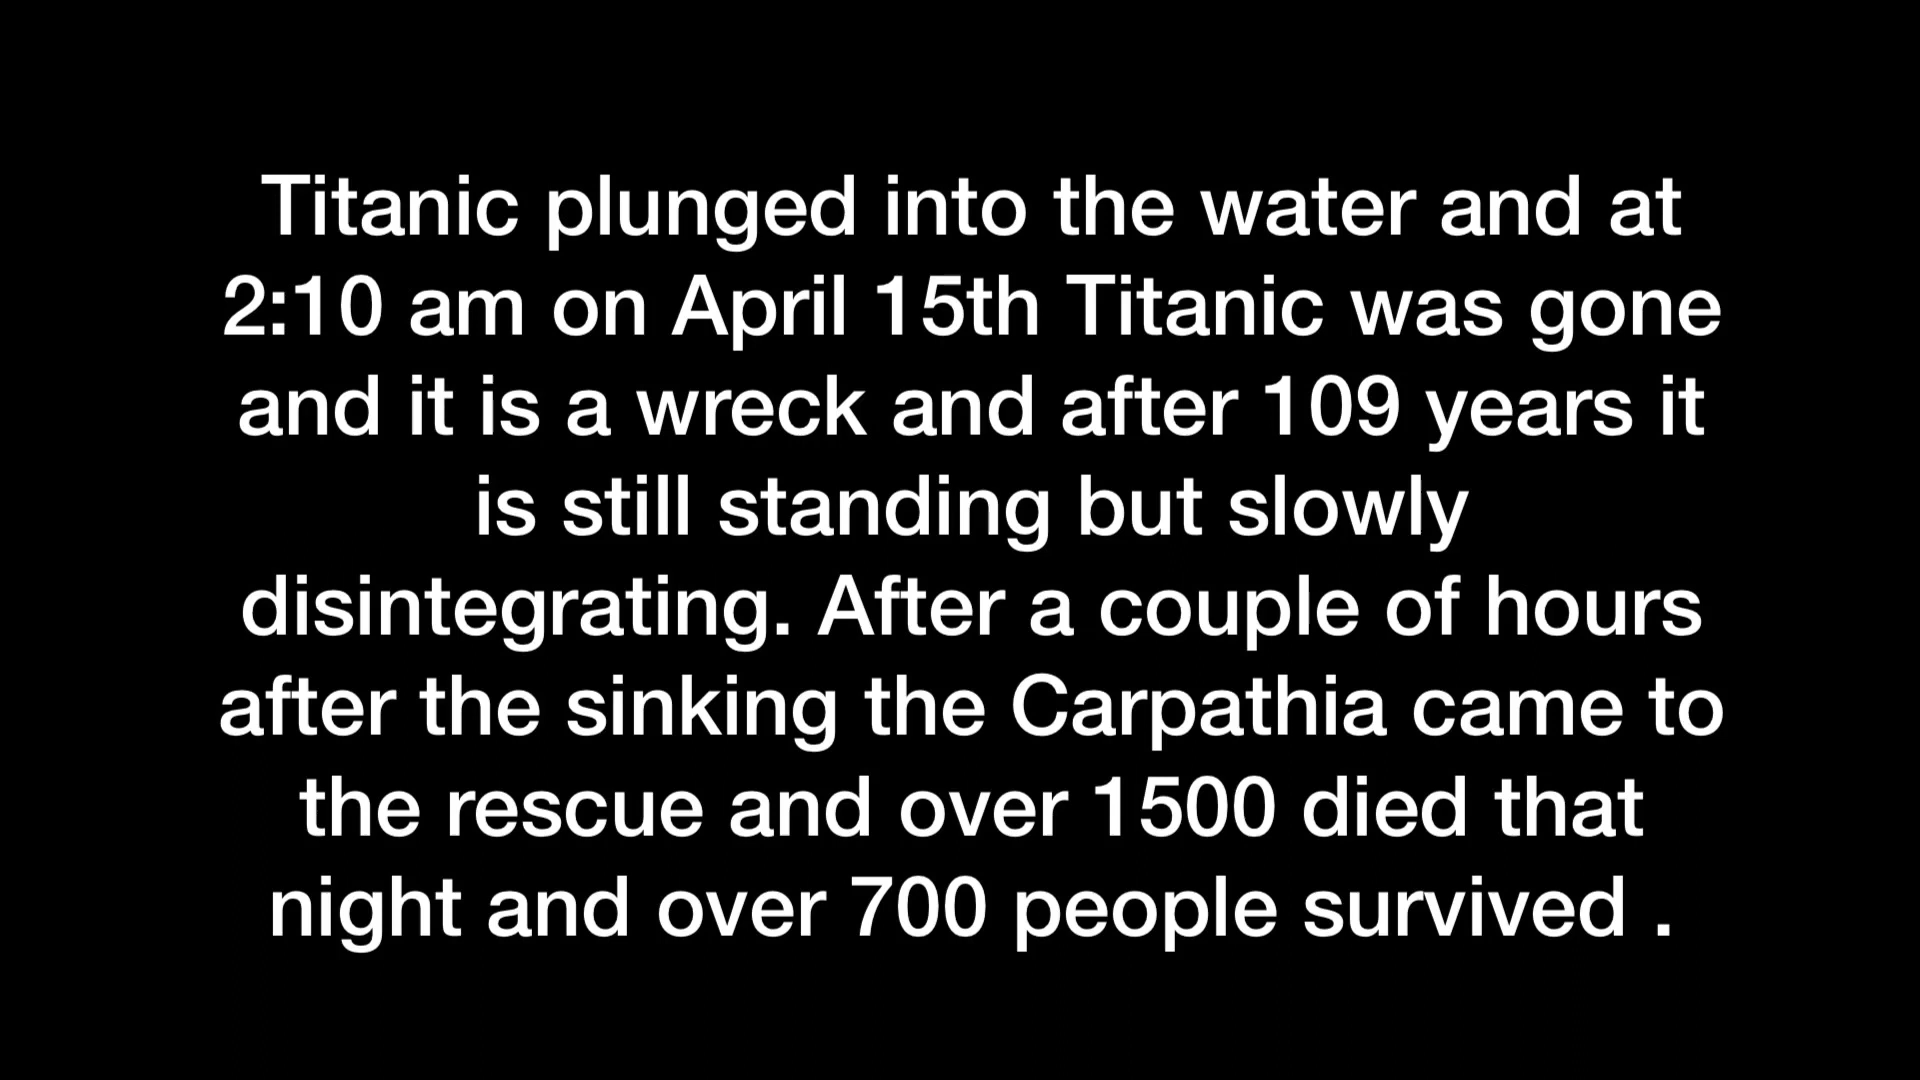 Titanic plunged into the water and at
2:10 am on April 15th Titanic was gone
and it is a wreck and after 109 years it
is still standing but slowly
disintegrating. After a couple of hours
after the sinking the Carpathia came to
the rescue and over 1500 died that
night and over 700 people survived .